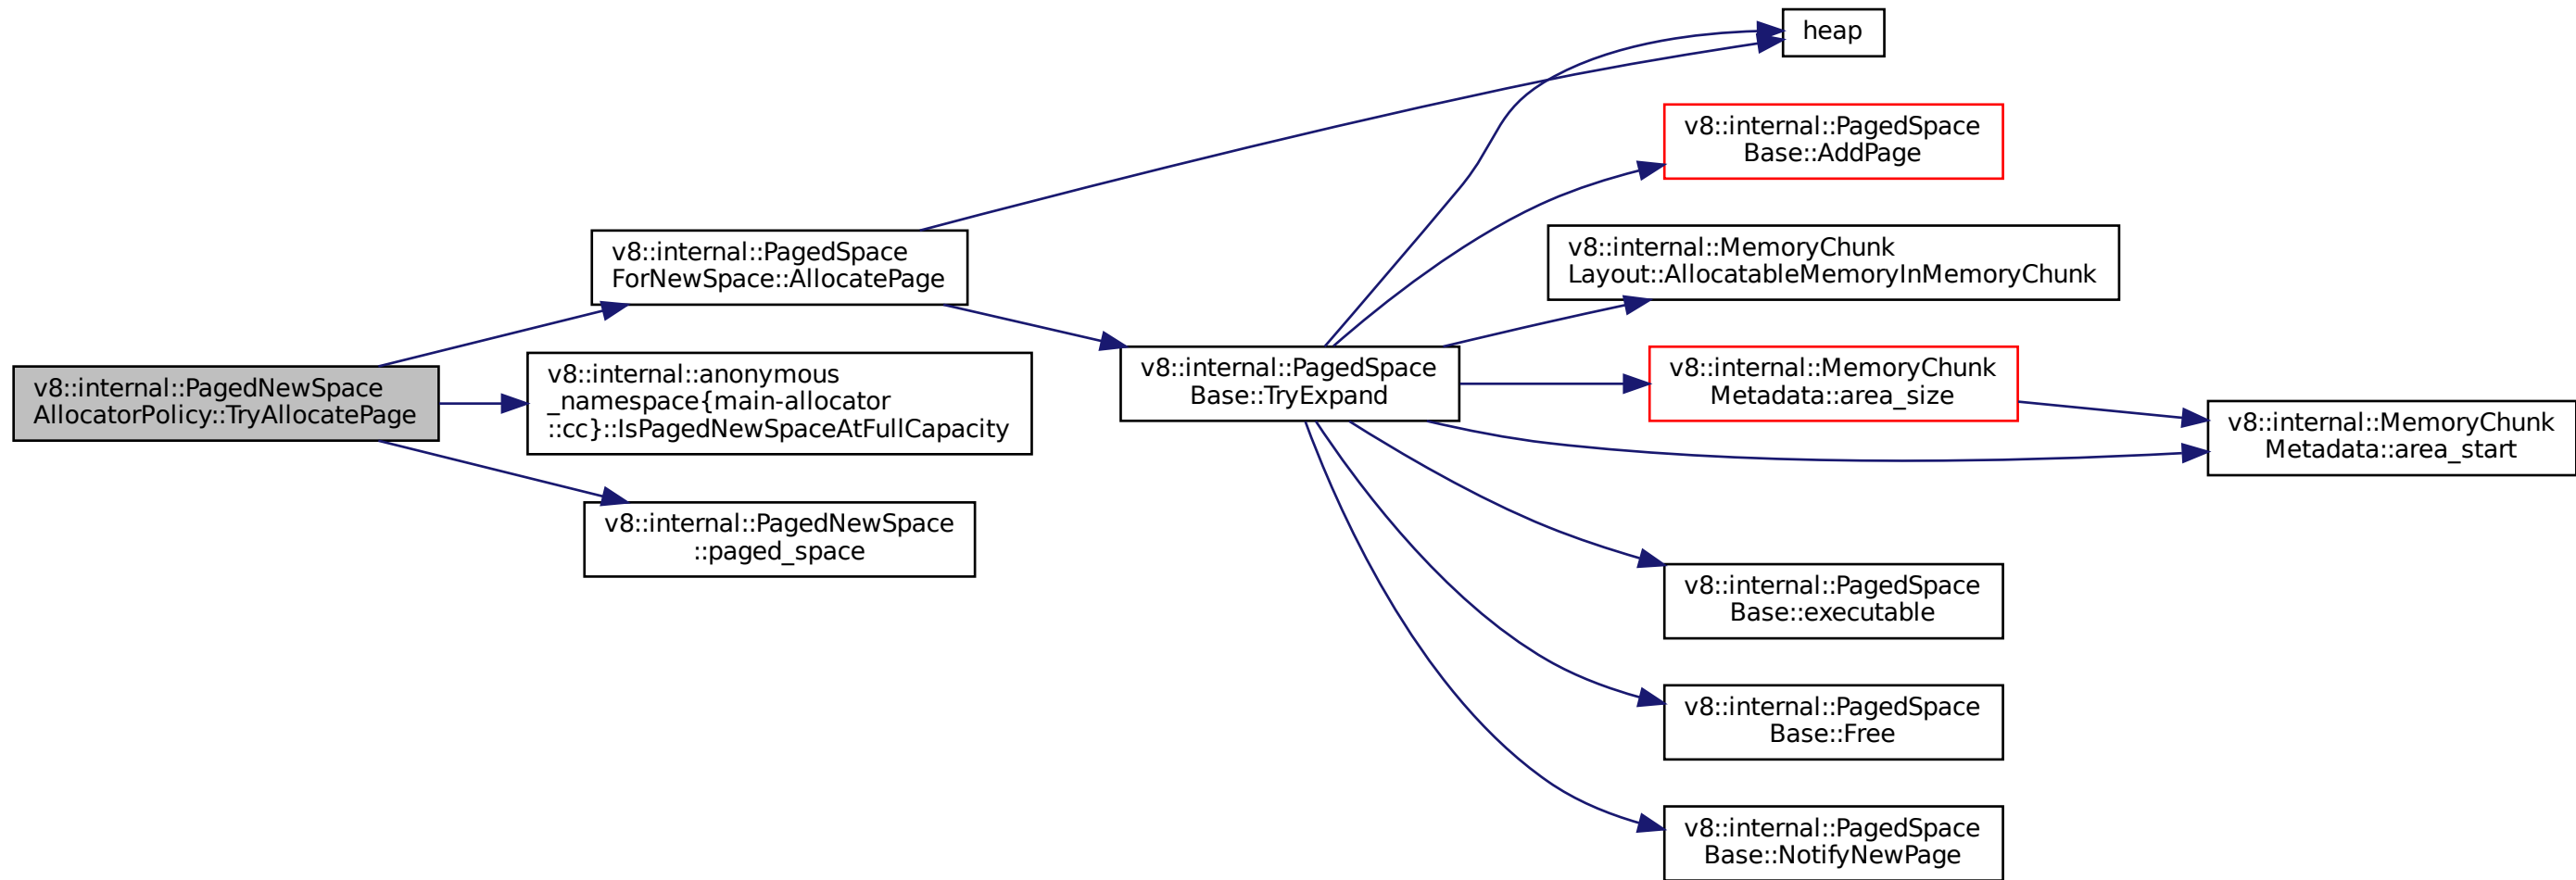 v8::internal::PagedNewSpace
AllocatorPolicy::TryAllocatePage
v8::internal::PagedSpace
ForNewSpace::AllocatePage
v8::internal::anonymous
_namespace{main-allocator
::cc}::IsPagedNewSpaceAtFullCapacity
v8::internal::PagedNewSpace
::paged_space
v8::internal::PagedSpace
Base::TryExpand
heap
v8::internal::PagedSpace
Base::AddPage
v8::internal::MemoryChunk
Layout::AllocatableMemoryInMemoryChunk
v8::internal::MemoryChunk
Metadata::area_size
v8::internal::PagedSpace
Base::executable
v8::internal::PagedSpace
Base::Free
v8::internal::PagedSpace
Base::NotifyNewPage
v8::internal::MemoryChunk
Metadata::area_start